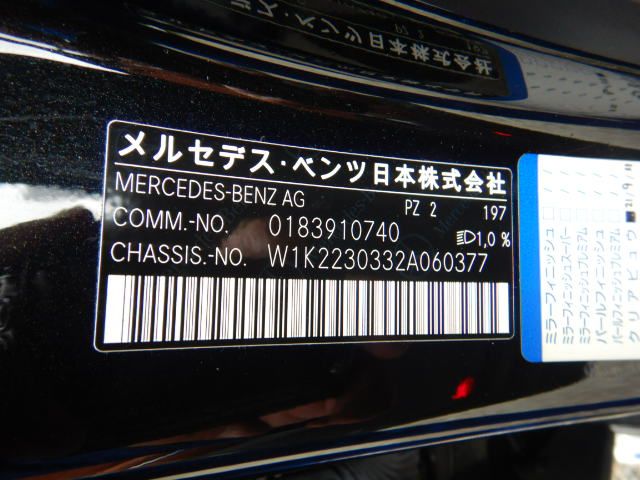 メルセデス・ベンツ日本株式会社
MERCEDES-BENZ AG PZ 2 197
COMM.-NO. 0183910740 1,0 %
CHASSIS.-NO. W1K2230332A060377
ミラーフィニッシュ
ミラーフィニッシュスーパー
ミラーフィニッシュプレミアム
パールフィニッシュ
パールフィニッシュプレミアム
クリアビュウ